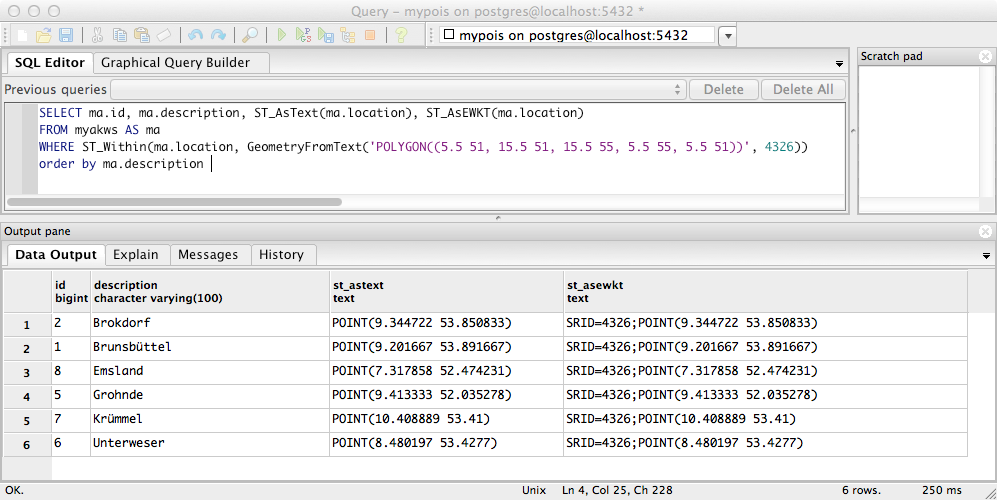 Query – mypois on postgres@localhost:5432 *
mypois on postgres@localhost:5432
SQL Editor Graphical Query Builder
Scratch pad
Previous queries Delete Delete All
SELECT ma.id, ma.description, ST_AsText(ma.location), ST_AsEWKT(ma.location)
FROM myakws AS ma
WHERE ST_Within(ma.location, GeometryFromText('POLYGON((5.5 51, 15.5 51, 15.5 55, 5.5 55, 5.5 51))', 4326))
order by ma.description
Output pane
Data Output Explain Messages History
id description st_astext st_asewkt
bigint character varying(100) text text
1 2 Brokdorf POINT(9.344722 53.850833) SRID=4326;POINT(9.344722 53.850833)
2 1 Brunsbüttel POINT(9.201667 53.891667) SRID=4326;POINT(9.201667 53.891667)
3 8 Emsland POINT(7.317858 52.474231) SRID=4326;POINT(7.317858 52.474231)
4 5 Grohnde POINT(9.413333 52.035278) SRID=4326;POINT(9.413333 52.035278)
5 7 Krümmel POINT(10.408889 53.41) SRID=4326;POINT(10.408889 53.41)
6 6 Unterweser POINT(8.480197 53.4277) SRID=4326;POINT(8.480197 53.4277)
OK. Unix Ln 4, Col 25, Ch 228 6 rows. 250 ms